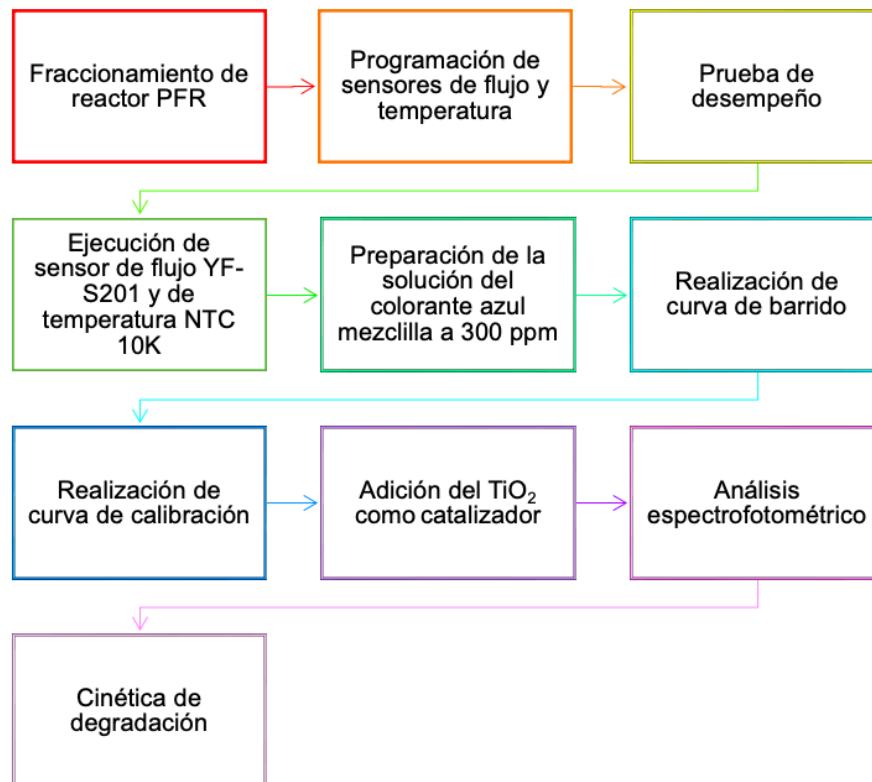 Fraccionamiento de
reactor PFR
Programación de
sensores de flujo y
temperatura
Prueba de
desempeño
Ejecución de
sensor de flujo YF-
S201 y de
temperatura NTC
10K
Preparación de la
solución del
colorante azul
mezclilla a 300 ppm
Realización de
curva de barrido
Realización de
curva de calibración
Adición del TiO₂
como catalizador
Análisis
espectrofotométrico
Cinética de
degradación